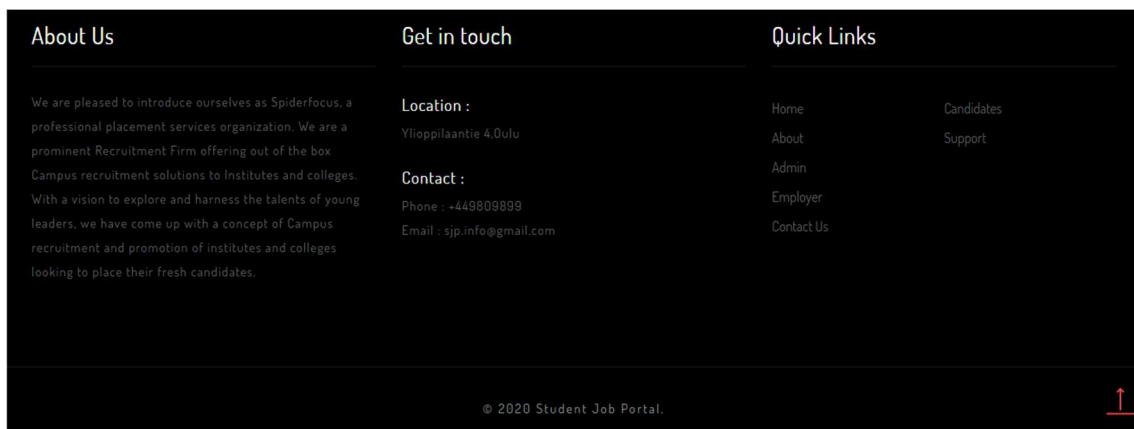 About Us
We are pleased to introduce ourselves as Spiderfocus, a
professional placement services organization. We are a
prominent Recruitment Firm offering out of the box
Campus recruitment solutions to Institutes and colleges.
With a vision to explore and harness the talents of young
leaders, we have come up with a concept of Campus
recruitment and promotion of institutes and colleges
looking to place their fresh candidates.
Get in touch
Location :
Ylioppilaantie 4,Oulu
Contact :
Phone : +449809899
Email : sjp.info@gmail.com
Quick Links
Home
About
Admin
Employer
Contact Us
Candidates
Support
© 2020 Student Job Portal.